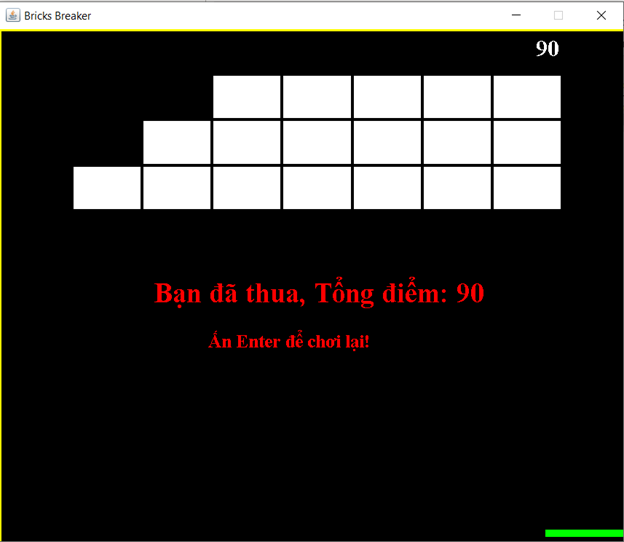 Bricks Breaker
90
Bạn đã thua, Tổng điểm: 90
Ấn Enter để chơi lại!